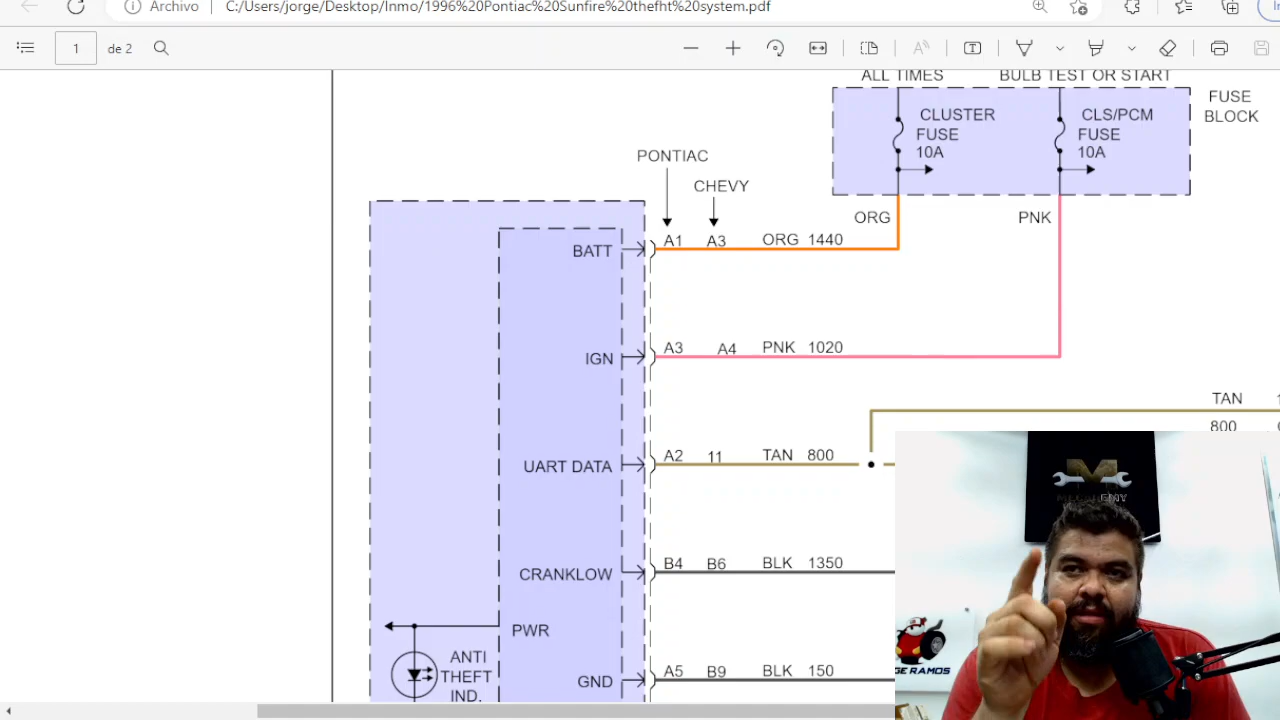 Archivo C:/Users/jorge/Desktop/Inmo/1996%20Pontiac%20Sunfire%20thefht%20system.pdf
1 de 2
ALL TIMES BULB TEST OR START
FUSE
BLOCK
CLUSTER
FUSE
10A
CLS/PCM
FUSE
10A
PONTIAC
CHEVY
ORG PNK
BATT A1 A3 ORG 1440
IGN A3 A4 PNK 1020
TAN
800
UART DATA A2 11 TAN 800
CRANKLOW B4 B6 BLK 1350
PWR
ANTI
THEFT
IND.
GND A5 B9 BLK 150
GE RAMOS